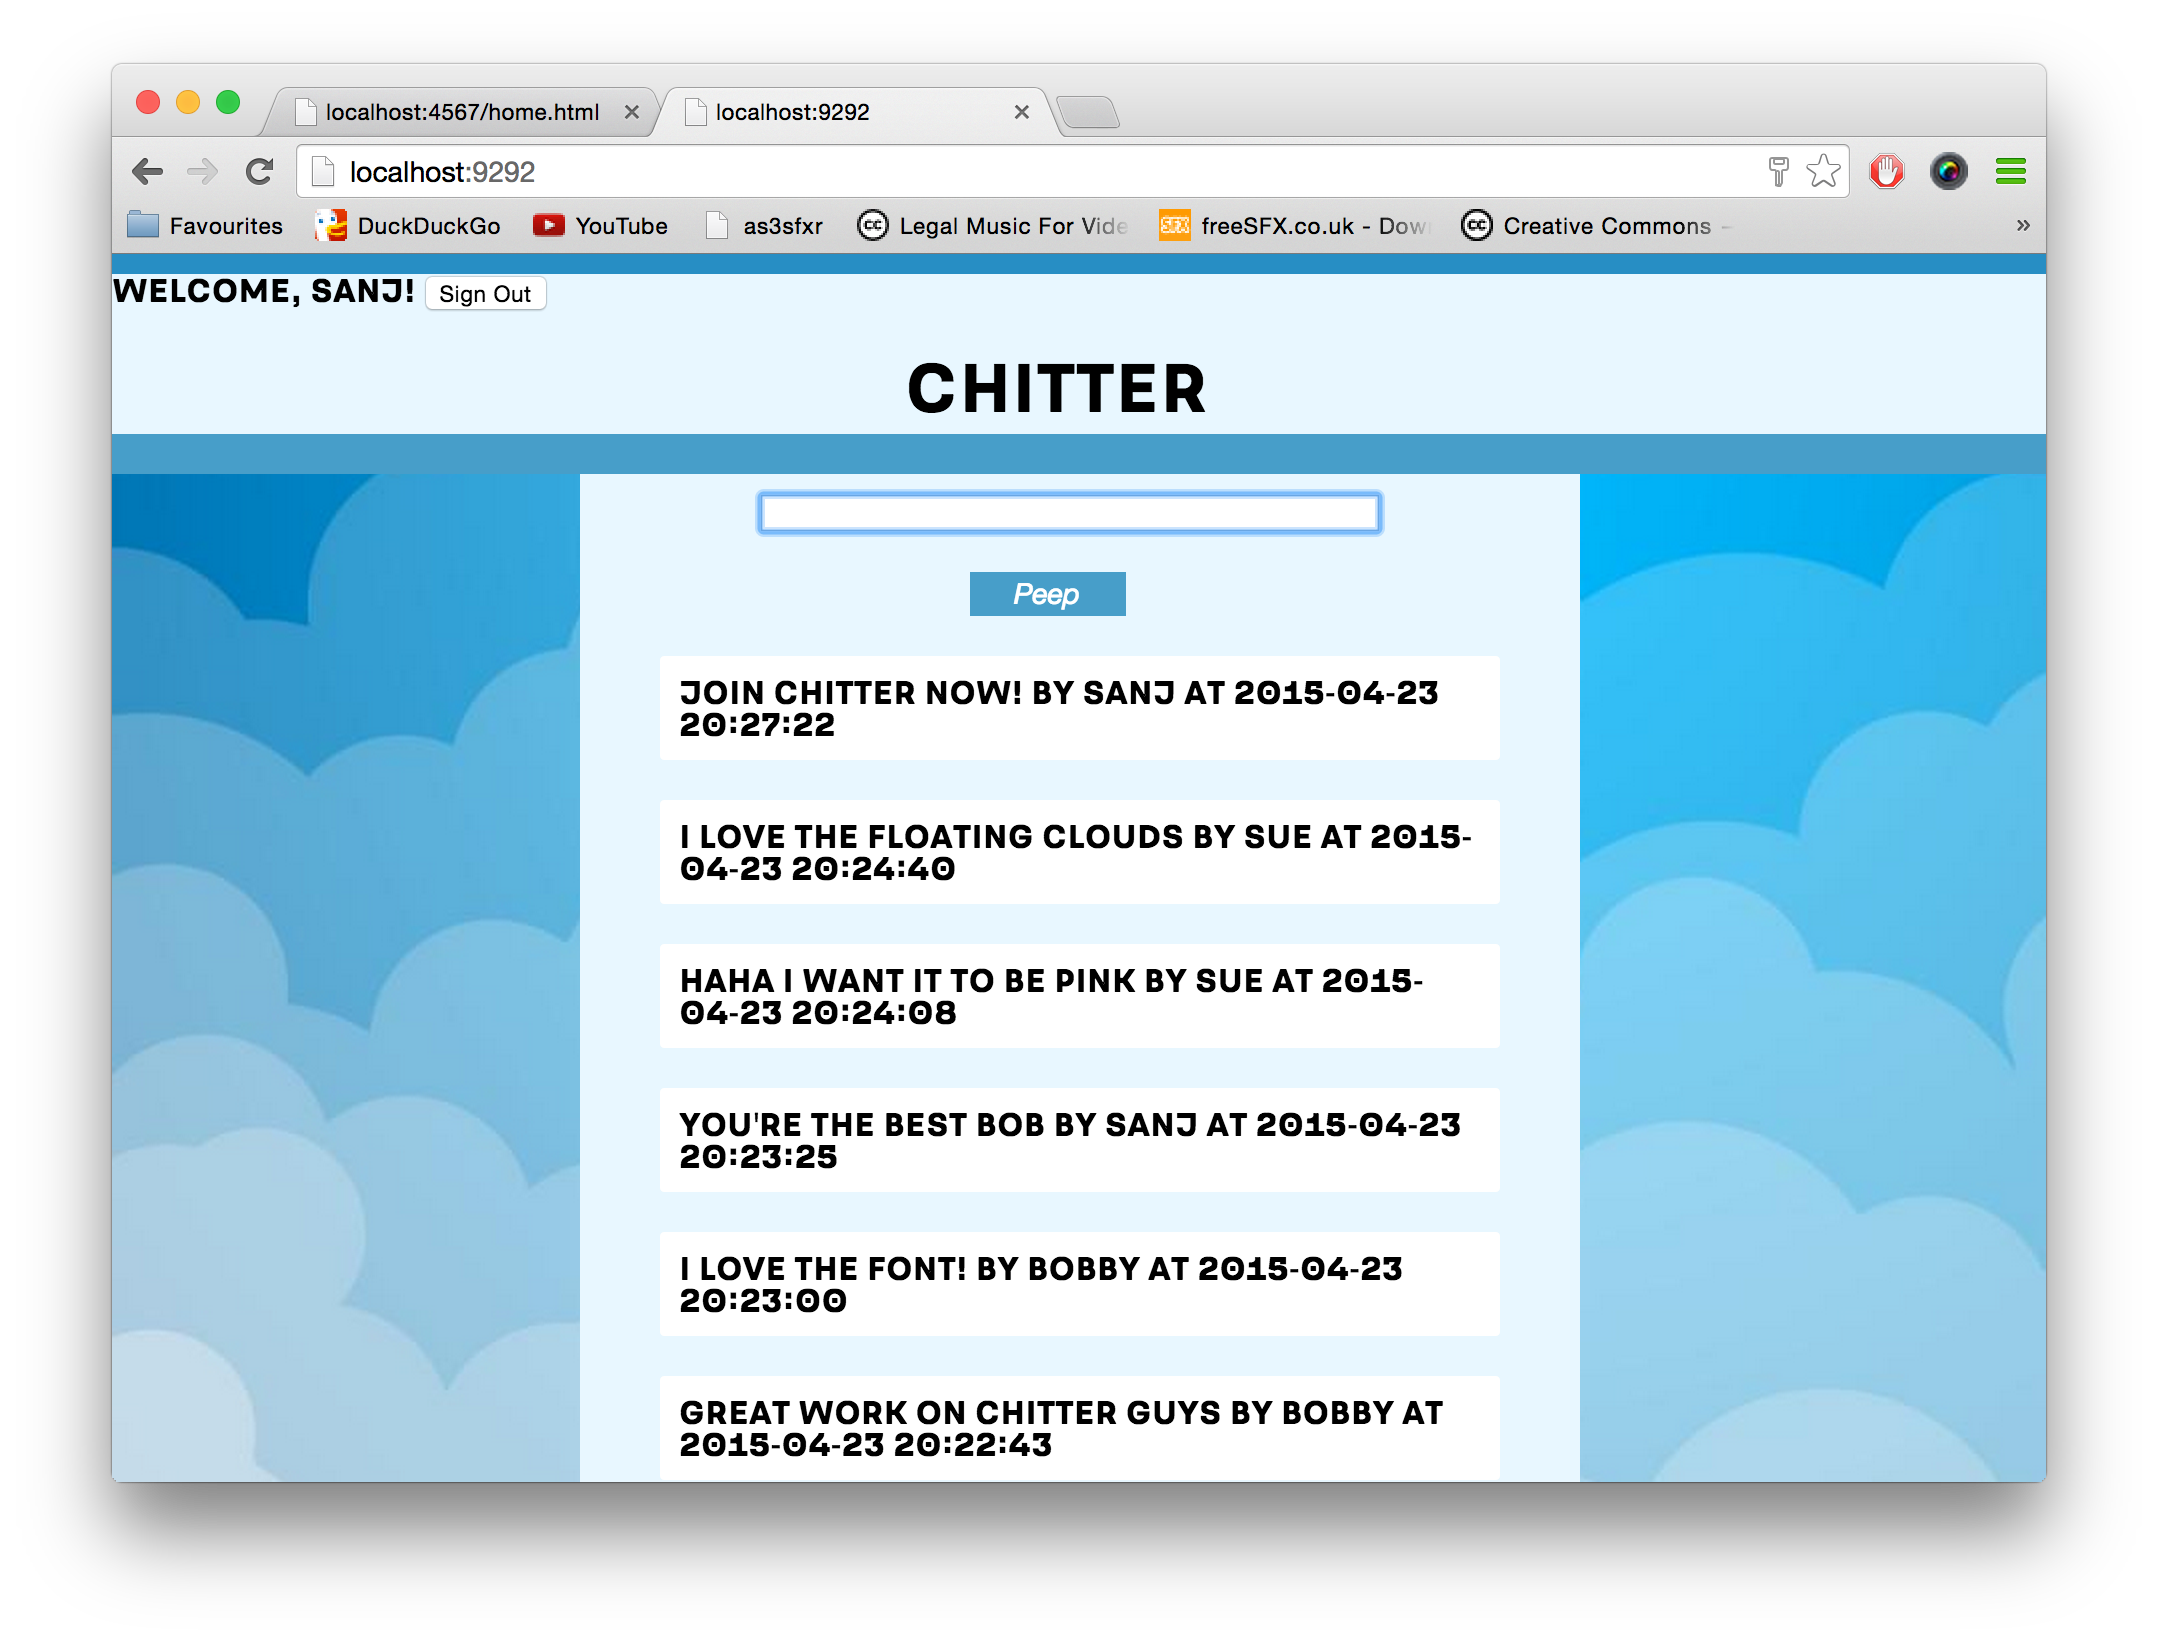 localhost:4567/home.html
localhost:9292
localhost:9292
Favourites DuckDuckGo YouTube as3sfxr Legal Music For Vide SFX freeSFX.co.uk - Dow Creative Commons - »
WELCOME, SANJ! Sign Out
CHITTER
Peep
JOIN CHITTER NOW! BY SANJ AT 2015-04-23
20:27:22
I LOVE THE FLOATING CLOUDS BY SUE AT 2015-
04-23 20:24:40
HAHA I WANT IT TO BE PINK BY SUE AT 2015-
04-23 20:24:08
YOU'RE THE BEST BOB BY SANJ AT 2015-04-23
20:23:25
I LOVE THE FONT! BY BOBBY AT 2015-04-23
20:23:00
GREAT WORK ON CHITTER GUYS BY BOBBY AT
2015-04-23 20:22:43